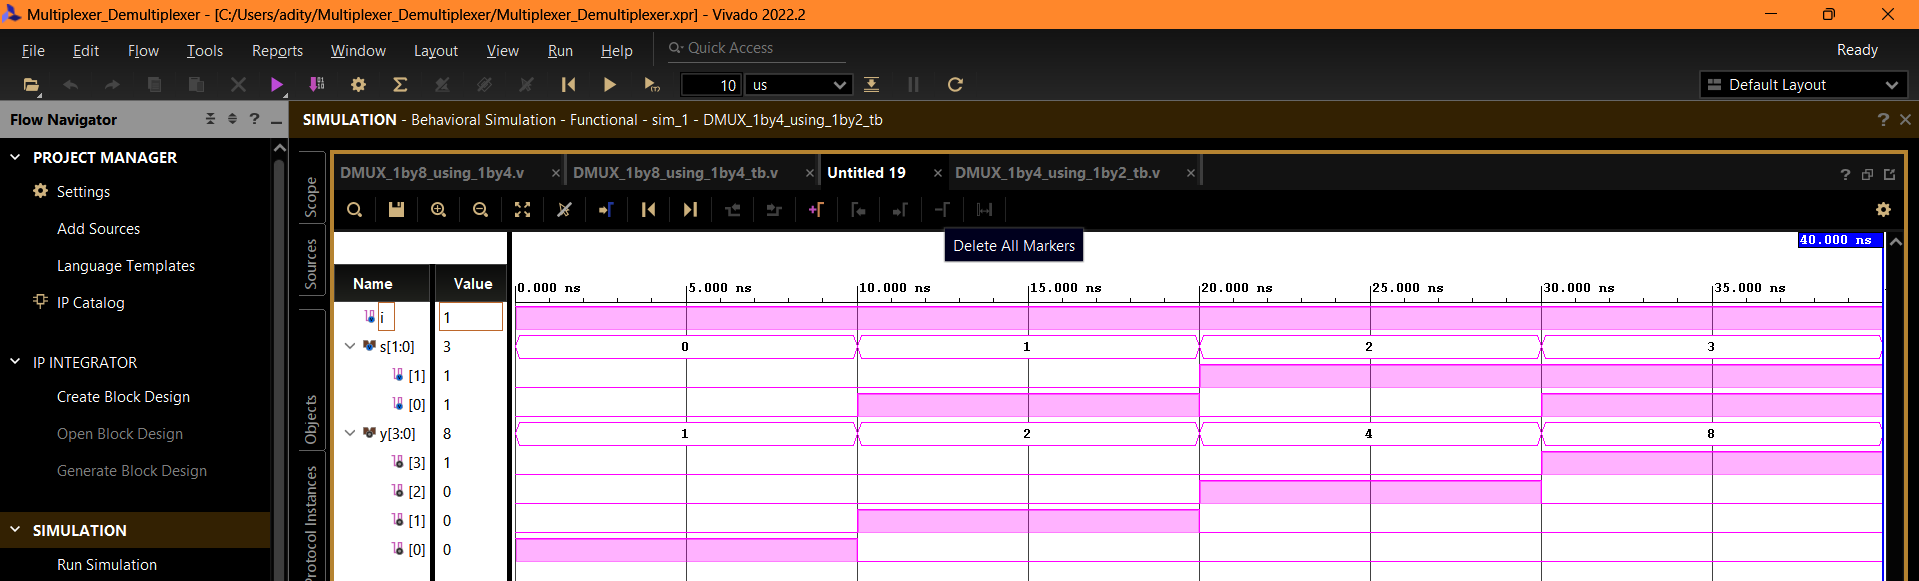 Multiplexer_Demultiplexer - [C:/Users/adity/Multiplexer_Demultiplexer/Multiplexer_Demultiplexer.xpr] - Vivado 2022.2
File Edit Flow Tools Reports Window Layout View Run Help Quick Access Ready
10 us Default Layout
Flow Navigator
SIMULATION - Behavioral Simulation - Functional - sim_1 - DMUX_1by4_using_1by2_tb
PROJECT MANAGER
Settings
Add Sources
Language Templates
IP Catalog
IP INTEGRATOR
Create Block Design
Open Block Design
Generate Block Design
SIMULATION
Run Simulation
Scope
Sources
Objects
Protocol Instances
DMUX_1by8_using_1by4.v DMUX_1by8_using_1by4_tb.v Untitled 19 DMUX_1by4_using_1by2_tb.v
Delete All Markers
40.000 ns
Name Value
0.000 ns 5.000 ns 10.000 ns 15.000 ns 20.000 ns 25.000 ns 30.000 ns 35.000 ns
i 1
s[1:0] 3 0 1 2 3
[1] 1
[0] 1
y[3:0] 8 1 2 4 8
[3] 1
[2] 0
[1] 0
[0] 0